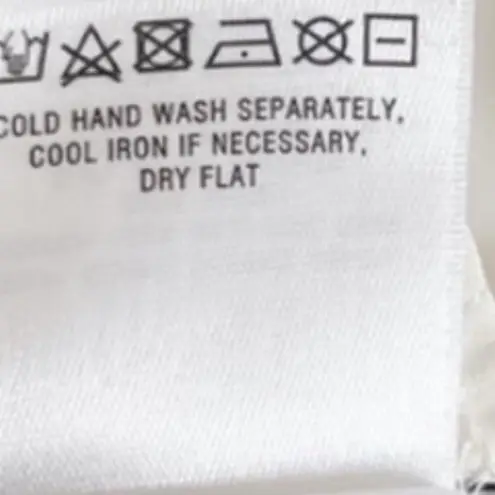 COLD HAND WASH SEPARATELY,
COOL IRON IF NECESSARY,
DRY FLAT